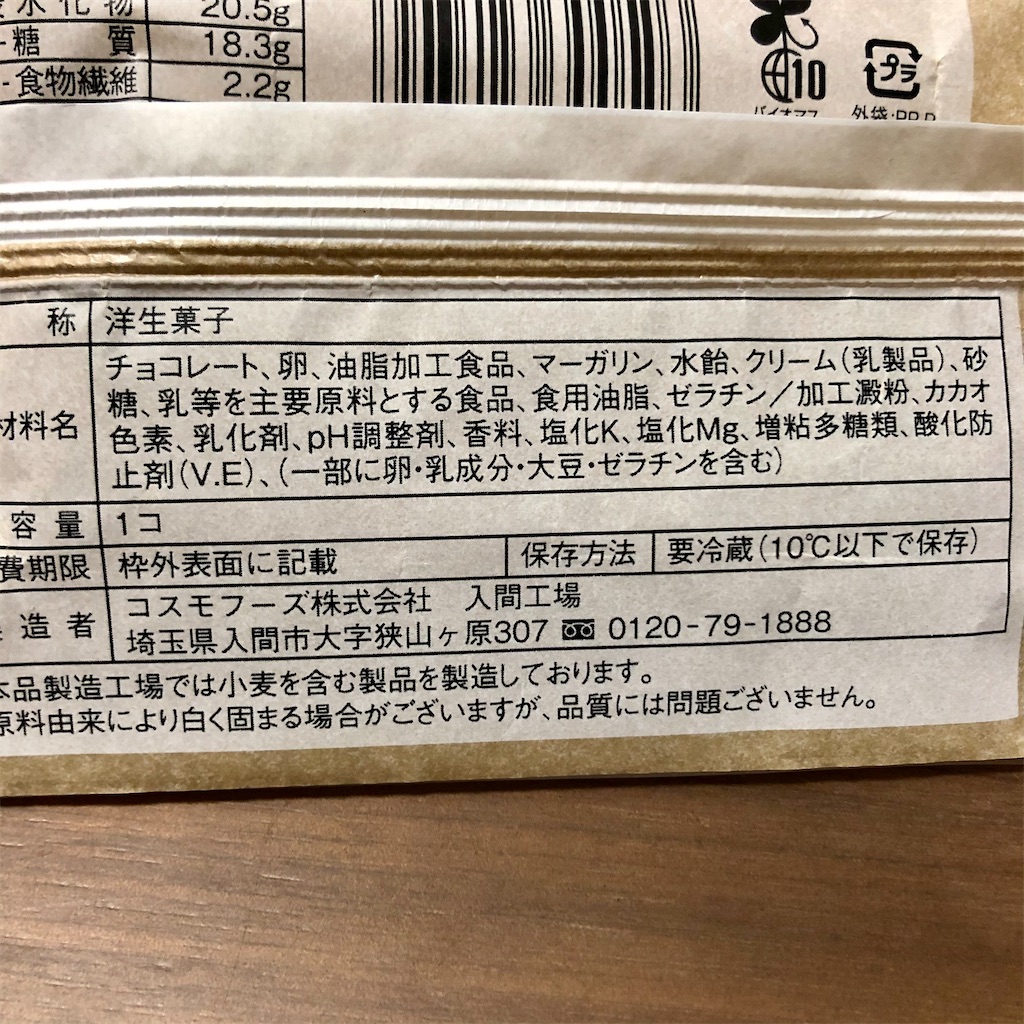 水化物 20.5g
-糖 質 18.3g
-食物繊維 2.2g
10
プラ
バイオマス 外袋:PP,P
称 洋生菓子
材料名 チョコレート、卵、油脂加工食品、マーガリン、水飴、クリーム(乳製品)、砂
糖、乳等を主要原料とする食品、食用油脂、ゼラチン/加工澱粉、カカオ
色素、乳化剤、pH調整剤、香料、塩化K、塩化Mg、増粘多糖類、酸化防
止剤(V.E)、(一部に卵・乳成分・大豆・ゼラチンを含む)
容量 1コ
費期限 枠外表面に記載 保存方法 要冷蔵(10℃以下で保存)
造者 コスモフーズ株式会社 入間工場
埼玉県入間市大字狭山ヶ原307 0120-79-1888
本品製造工場では小麦を含む製品を製造しております。
原料由来により白く固まる場合がございますが、品質には問題ございません。